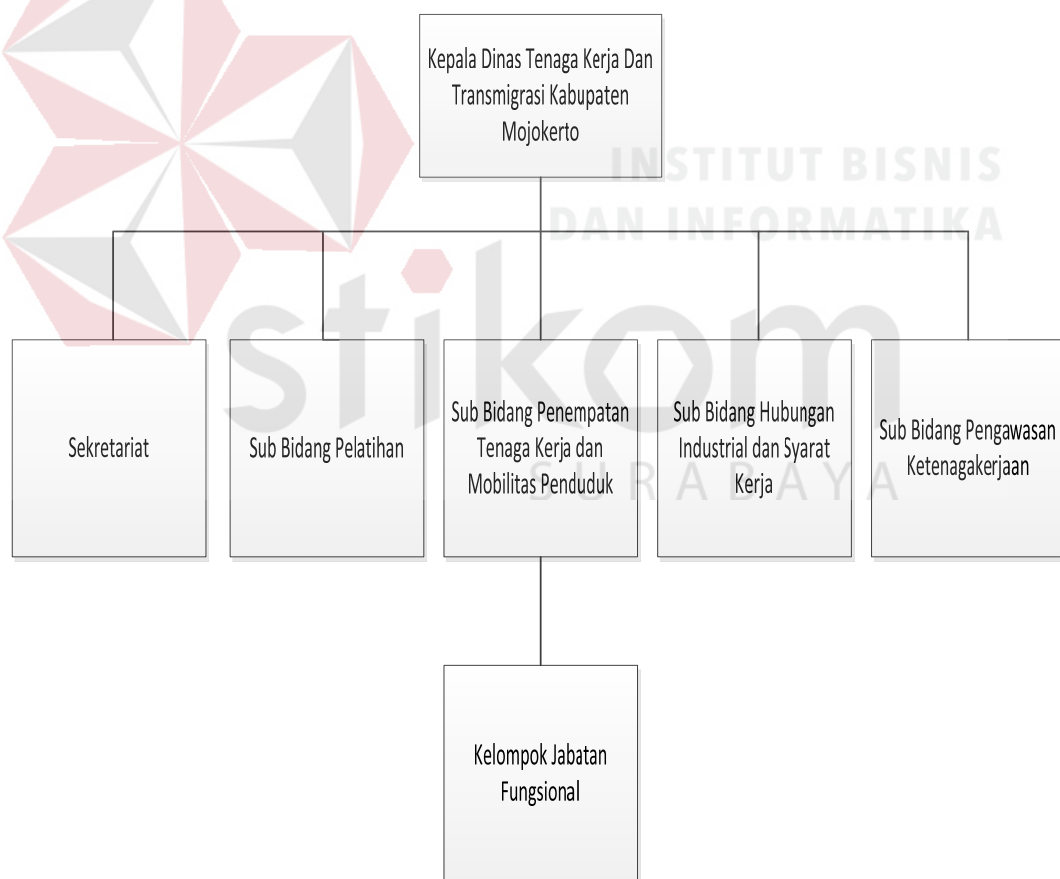 Kepala Dinas Tenaga Kerja Dan
Transmigrasi Kabupaten
Mojokerto
INSTITUT BISNIS
DAN INFORMATIKA
stikom
SURABAYA
Sekretariat
Sub Bidang Pelatihan
Sub Bidang Penempatan
Tenaga Kerja dan
Mobilitas Penduduk
Sub Bidang Hubungan
Industrial dan Syarat
Kerja
Sub Bidang Pengawasan
Ketenagakerjaan
Kelompok Jabatan
Fungsional